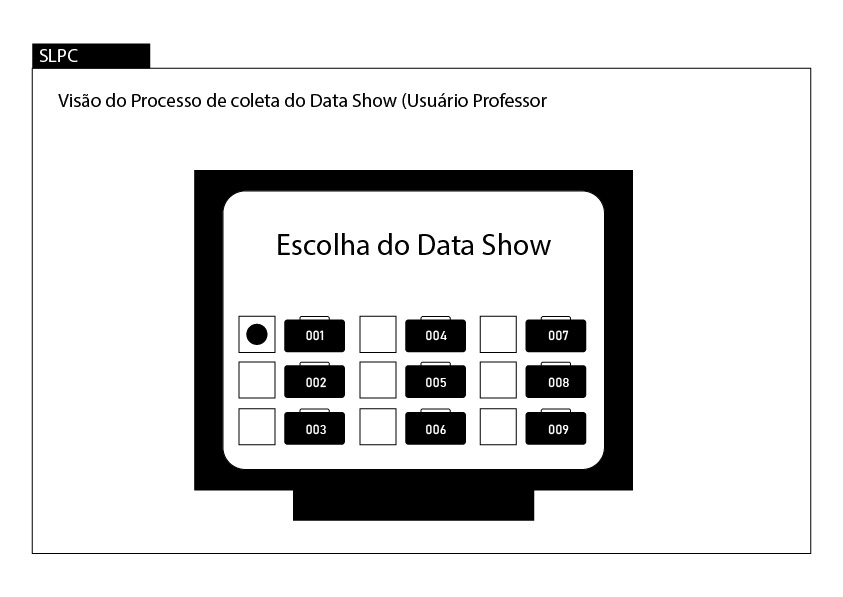 SLPC
Visão do Processo de coleta do Data Show (Usuário Professor
Escolha do Data Show
001 004 007
002 005 008
003 006 009